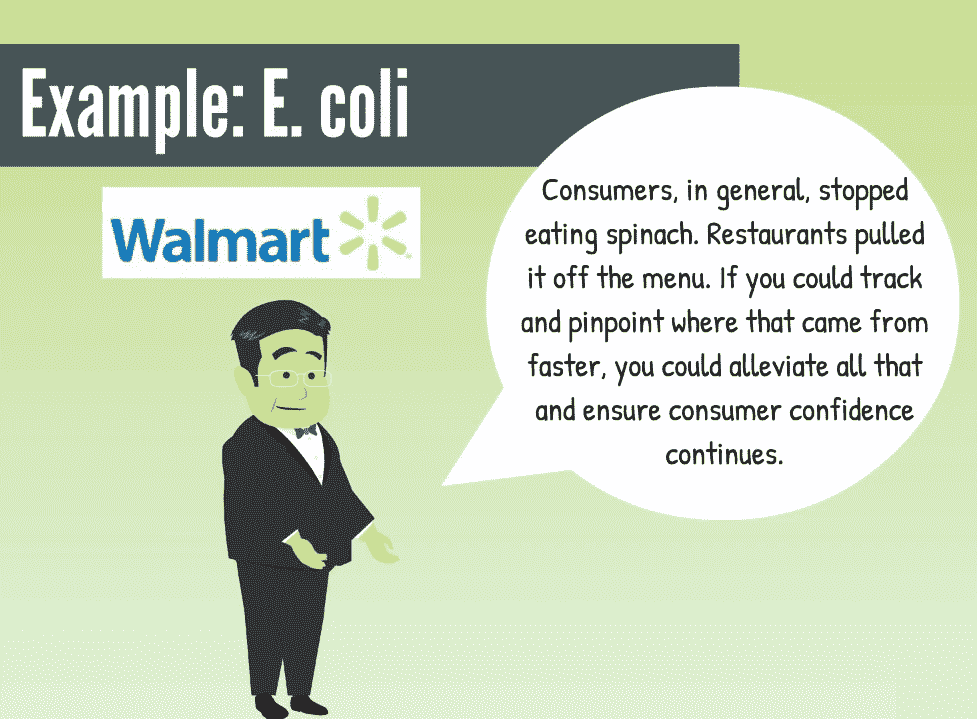 Example: E. coli
Walmart
Consumers, in general, stopped
eating spinach. Restaurants pulled
it off the menu. If you could track
and pinpoint where that came from
faster, you could alleviate all that
and ensure consumer confidence
continues.